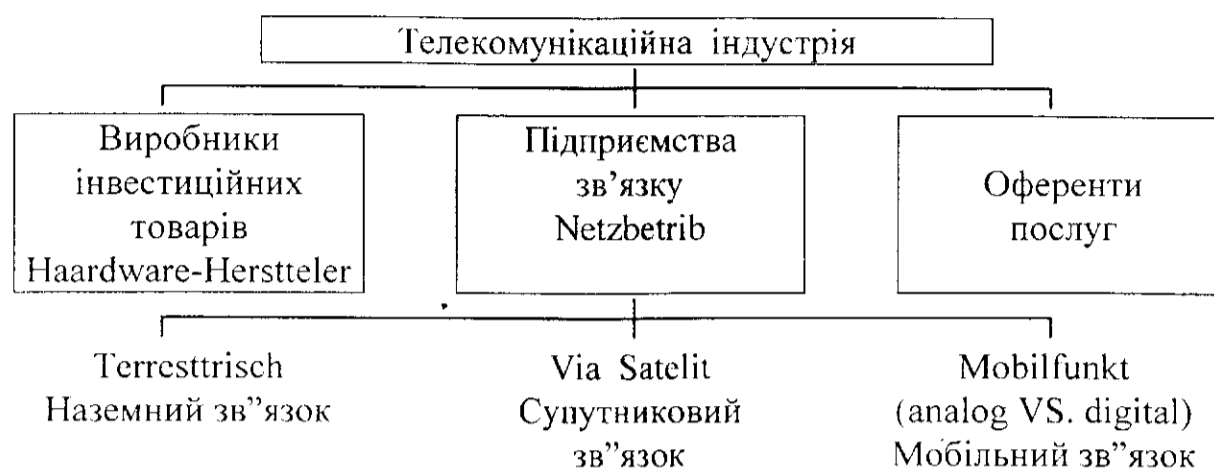 Телекомунікаційна індустрія
Виробники
інвестиційних
товарів
Haardware-Herstteler
Підприємства
зв’язку
Netzbetrib
Оференти
послуг
Terresttrisch
Наземний зв”язок
Via Satelit
Супутниковий
зв”язок
Mobilfunkt
(analog VS. digital)
Мобільний зв”язок